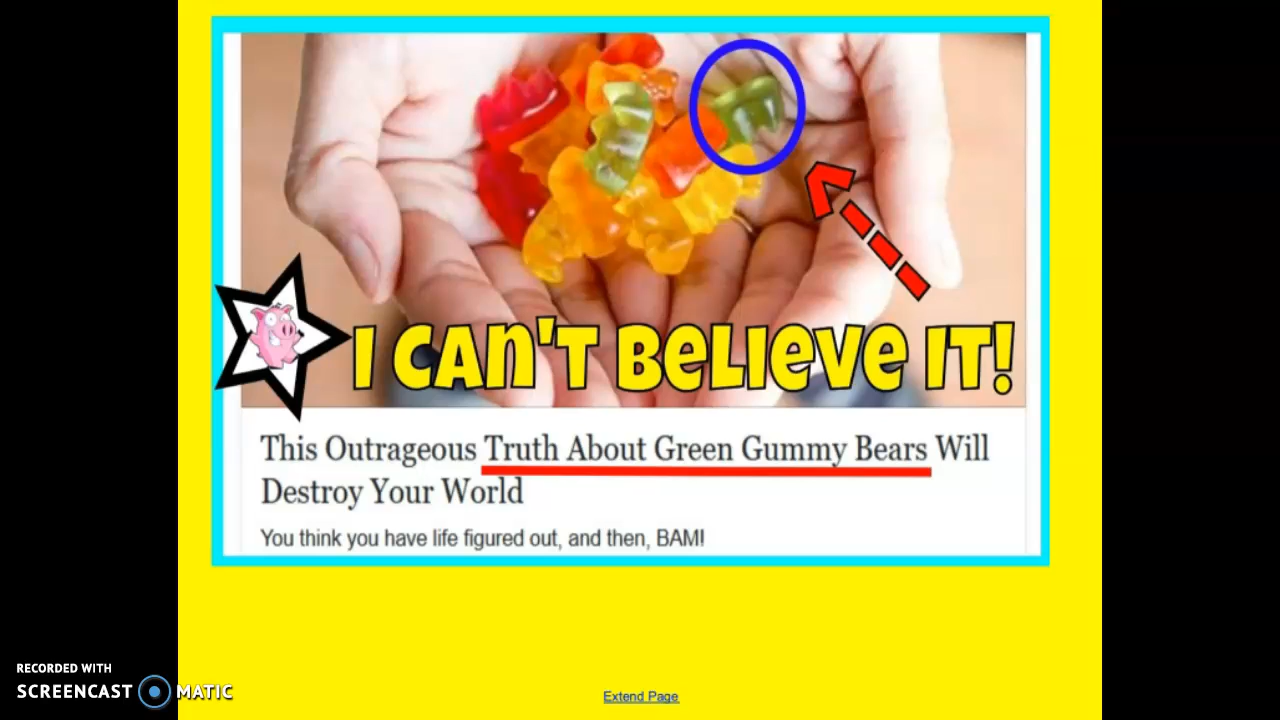 I CAN'T BELIEVE IT!
This Outrageous Truth About Green Gummy Bears Will
Destroy Your World
You think you have life figured out, and then, BAM!
RECORDED WITH
SCREENCAST MATIC
Extend Page